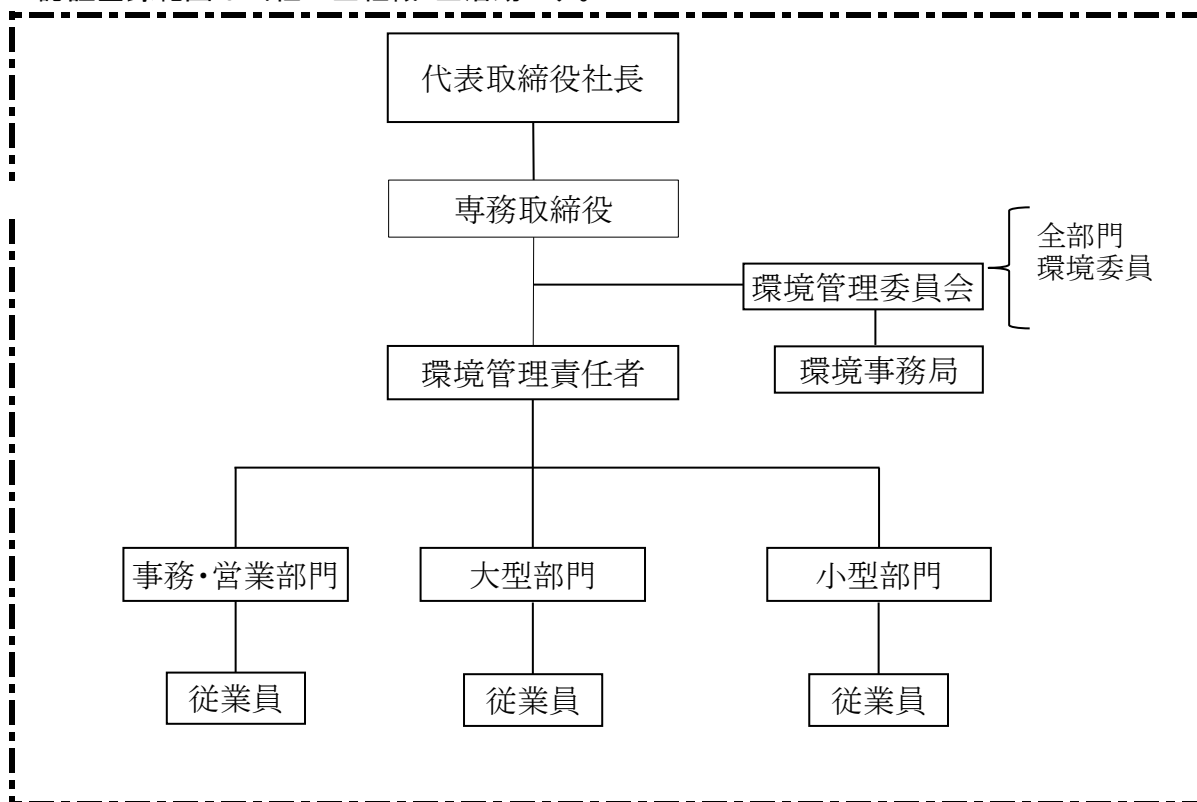 代表取締役社長
専務取締役
全部門
環境委員
環境管理委員会
環境管理責任者
環境事務局
事務・営業部門
大型部門
小型部門
従業員
従業員
従業員